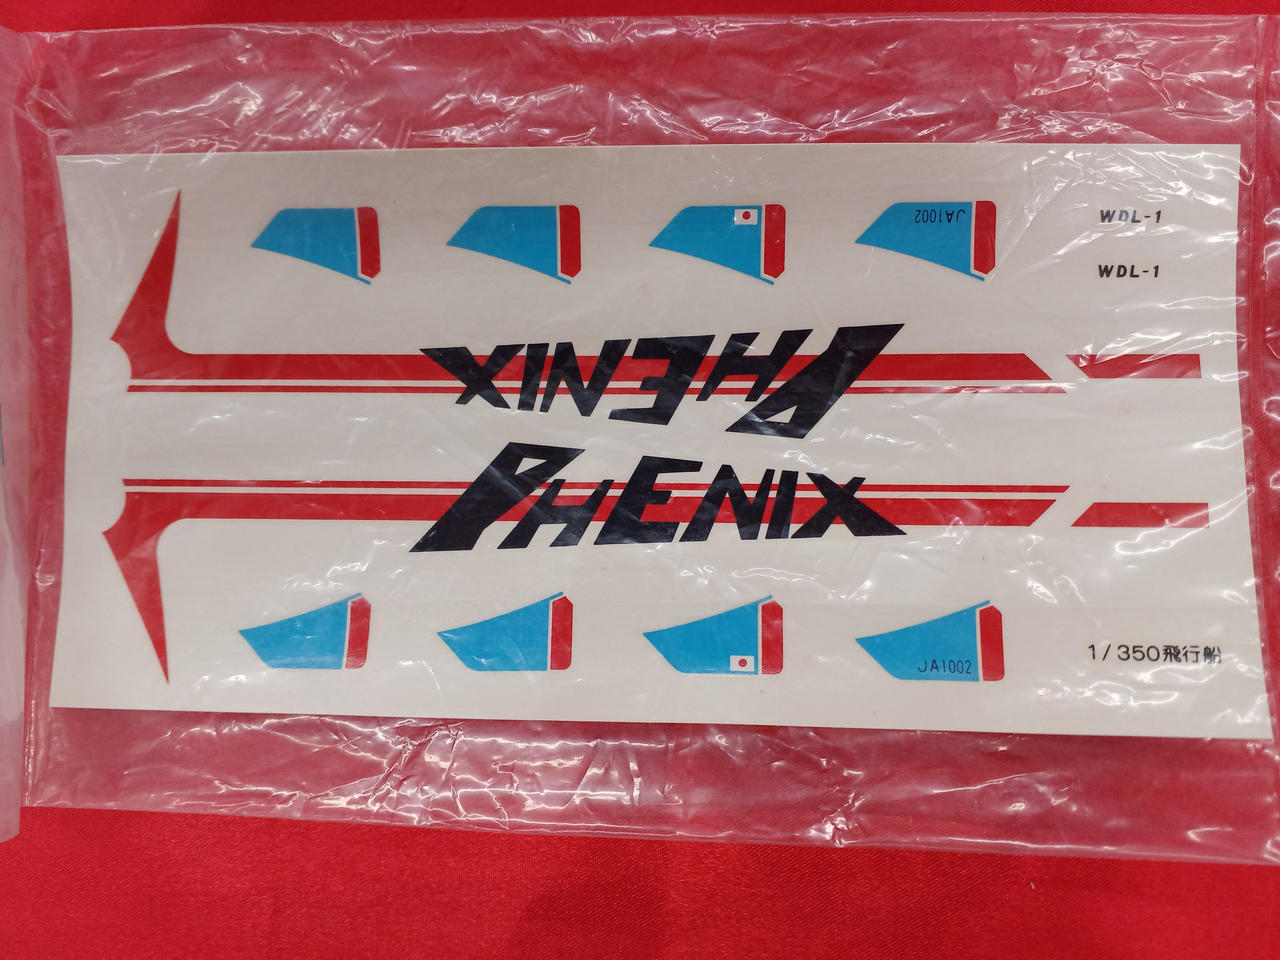 JA1002
WDL-1
WDL-1
PHENIX
PHENIX
JA1002
1/350飛行船